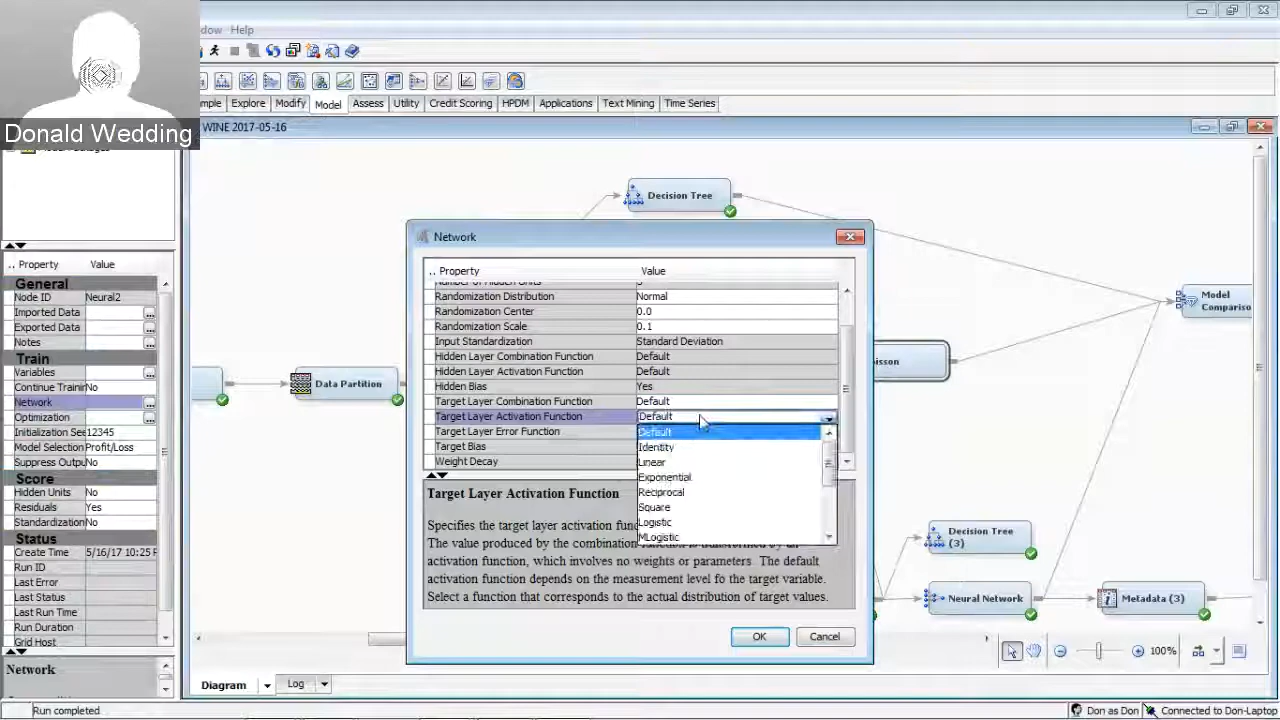 Help
Donald Wedding
Explore
Modify
Model
Assess
Utility
Credit Scoring
HPDM
Applications
Text Mining
Time Series
WINE 2017-05-16
.. Property Value
General
Node ID Neural2
Imported Data ...
Exported Data ...
Notes ...
Train
Variables ...
Continue Trainin No
Network ...
Optimization ...
Initialization See 12345
Model Selection Profit/Loss
Suppress Outpu No
Score
Hidden Units No
Residuals Yes
Standardization No
Status
Create Time 5/16/17 10:25 P
Run ID
Last Error
Last Status
Last Run Time
Run Duration
Grid Host
Network
Run completed
Decision Tree
Data Partition
Model
Compariso
isson
Decision Tree
(3)
Neural Network
Metadata (3)
100%
Diagram
Log
Don as Don
Connected to Don-Laptop
Network
.. Property Value
Randomization Distribution Normal
Randomization Center 0.0
Randomization Scale 0.1
Input Standardization Standard Deviation
Hidden Layer Combination Function Default
Hidden Layer Activation Function Default
Hidden Bias Yes
Target Layer Combination Function Default
Target Layer Activation Function Default
Target Layer Error Function
Target Bias
Weight Decay
Default
Identity
Linear
Exponential
Reciprocal
Square
Logistic
MLogistic
Target Layer Activation Function
Specifies the target layer activation func
The value produced by the combination function is transformed by an
activation function, which involves no weights or parameters. The default
activation function depends on the measurement level fo the target variable.
Select a function that corresponds to the actual distribution of target values.
OK
Cancel